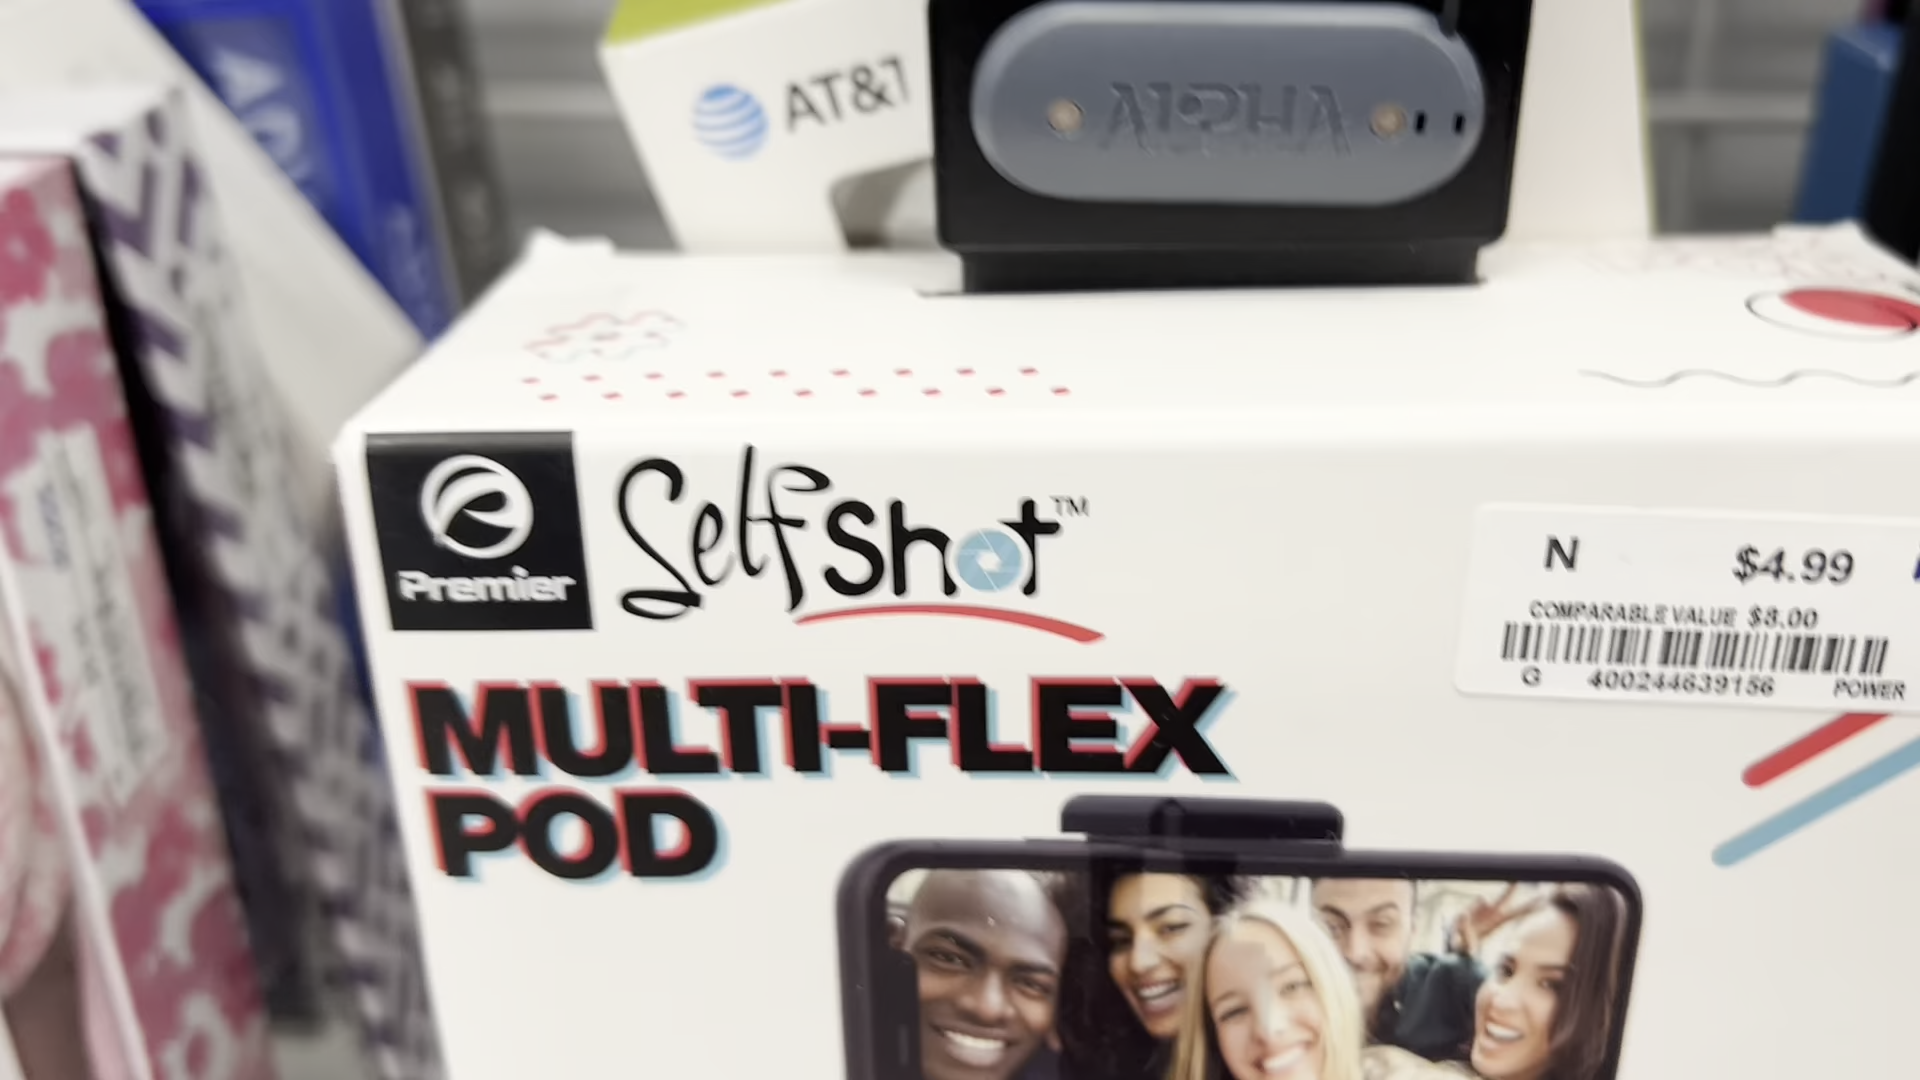 AT&T
ALPHA
Premier
Selfshot™
MULTI-FLEX
POD
N $4.99
COMPARABLE VALUE $8.00
G 400244639156 POWER